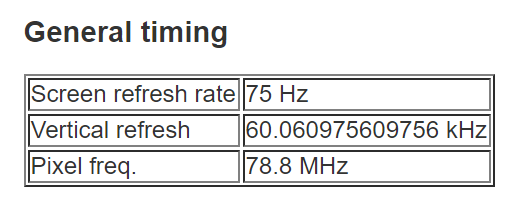 General timing
Screen refresh rate 75 Hz
Vertical refresh 60.060975609756 kHz
Pixel freq. 78.8 MHz